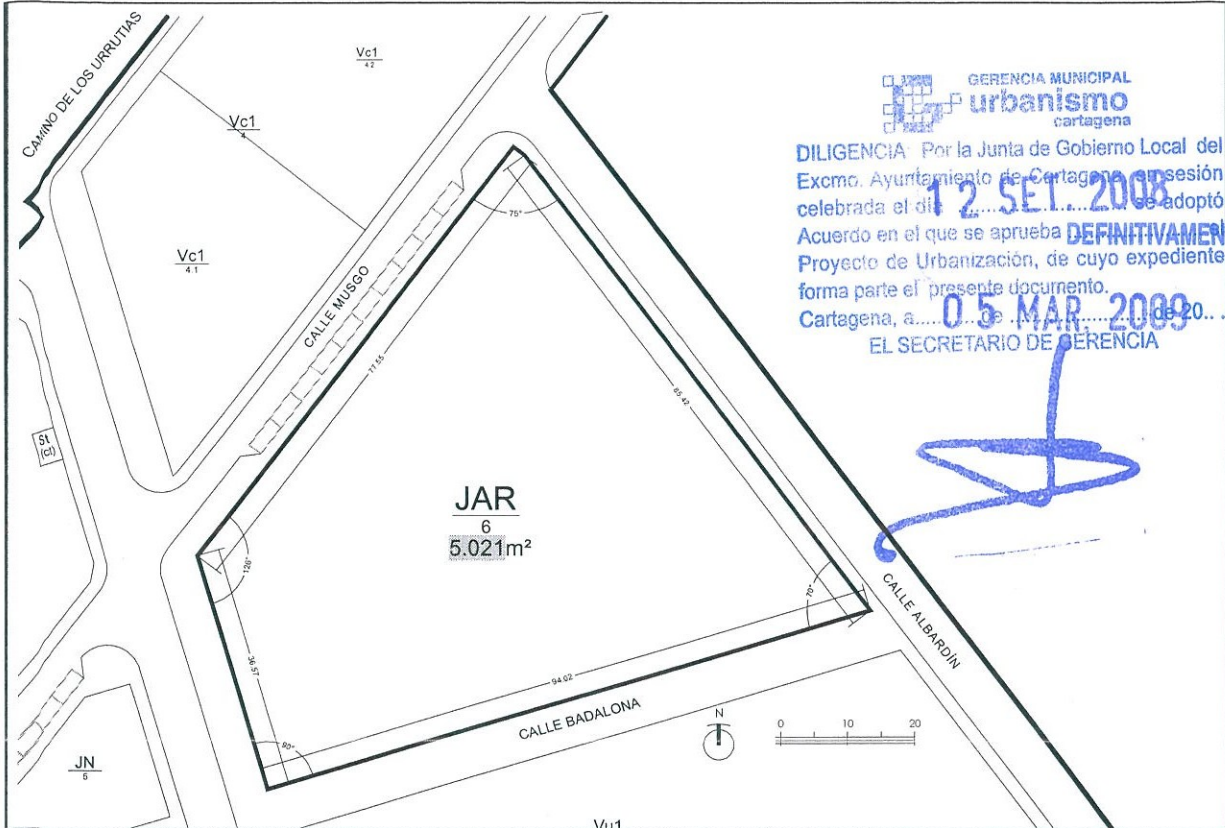 CAMINO DE LOS URRUTIAS
Vc1
4.2
Vc1
4
Vc1
4.1
CALLE MUSGO
GERENCIA MUNICIPAL
urbanismo
cartagena
DILIGENCIA: Por la Junta de Gobierno Local del
Excmo. Ayuntamiento de Cartagena, en sesión
celebrada el día 12 SET. 2008 se adoptó
Acuerdo en el que se aprueba DEFINITIVAMEN
Proyecto de Urbanización, de cuyo expediente
forma parte el presente documento.
Cartagena, a 05 MAR. 2009 de 20..
EL SECRETARIO DE GERENCIA
75°
77.55
85.42
St
(ct)
JAR
6
5.021m²
126°
70°
36.57
94.02
90°
CALLE ALBARDÍN
CALLE BADALONA
N
0 10 20
JN
5
Vu1